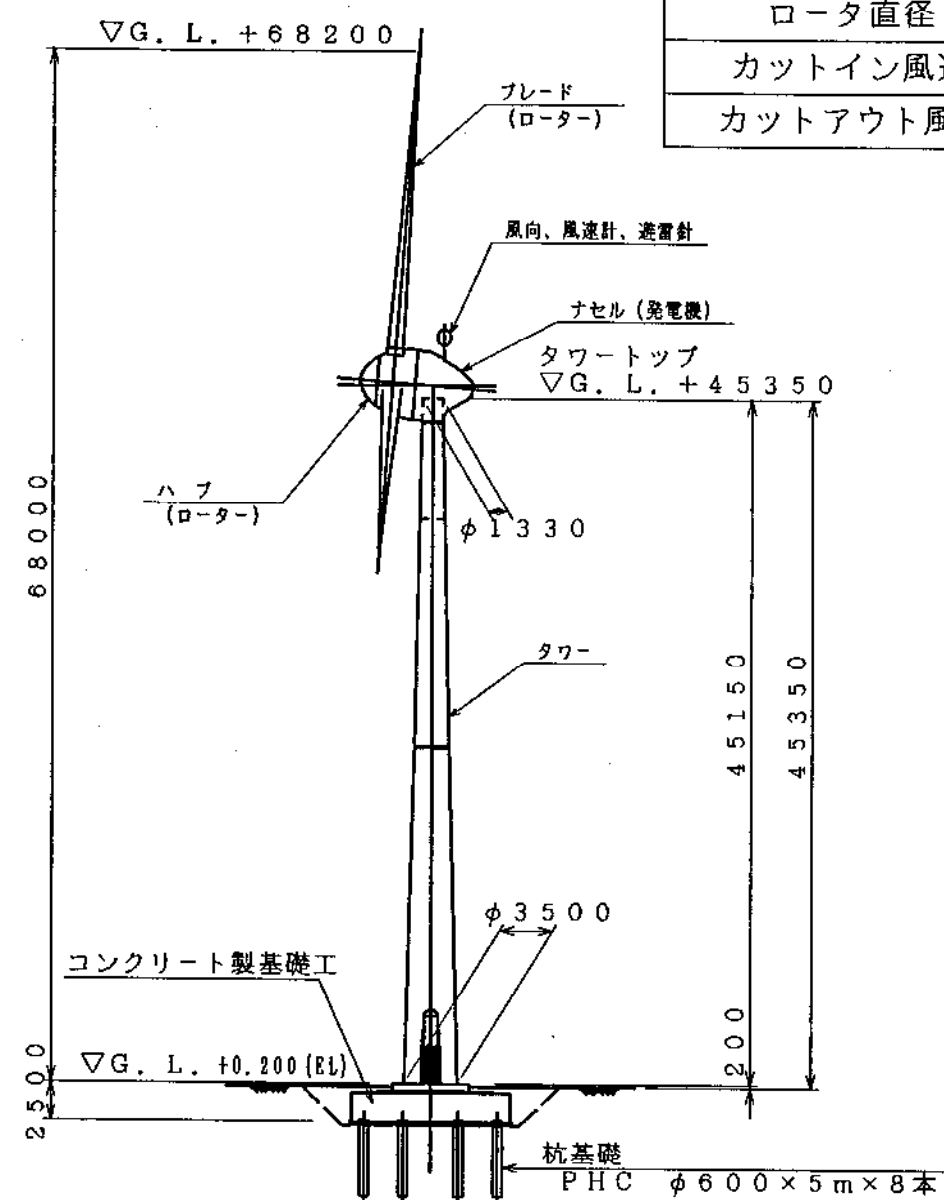 ロータ直径
カットイン風速
カットアウト風
▽G. L. +68200
ブレード
(ローター)
風向、風速計、避雷針
ナセル (発電機)
タワートップ
▽G. L. +45350
ハブ
(ローター)
φ1330
68000
タワー
45150
45350
φ3500
コンクリート製基礎工
200
▽G. L. +0.200 (EL)
2500
杭基礎
PHC φ600×5m×8本